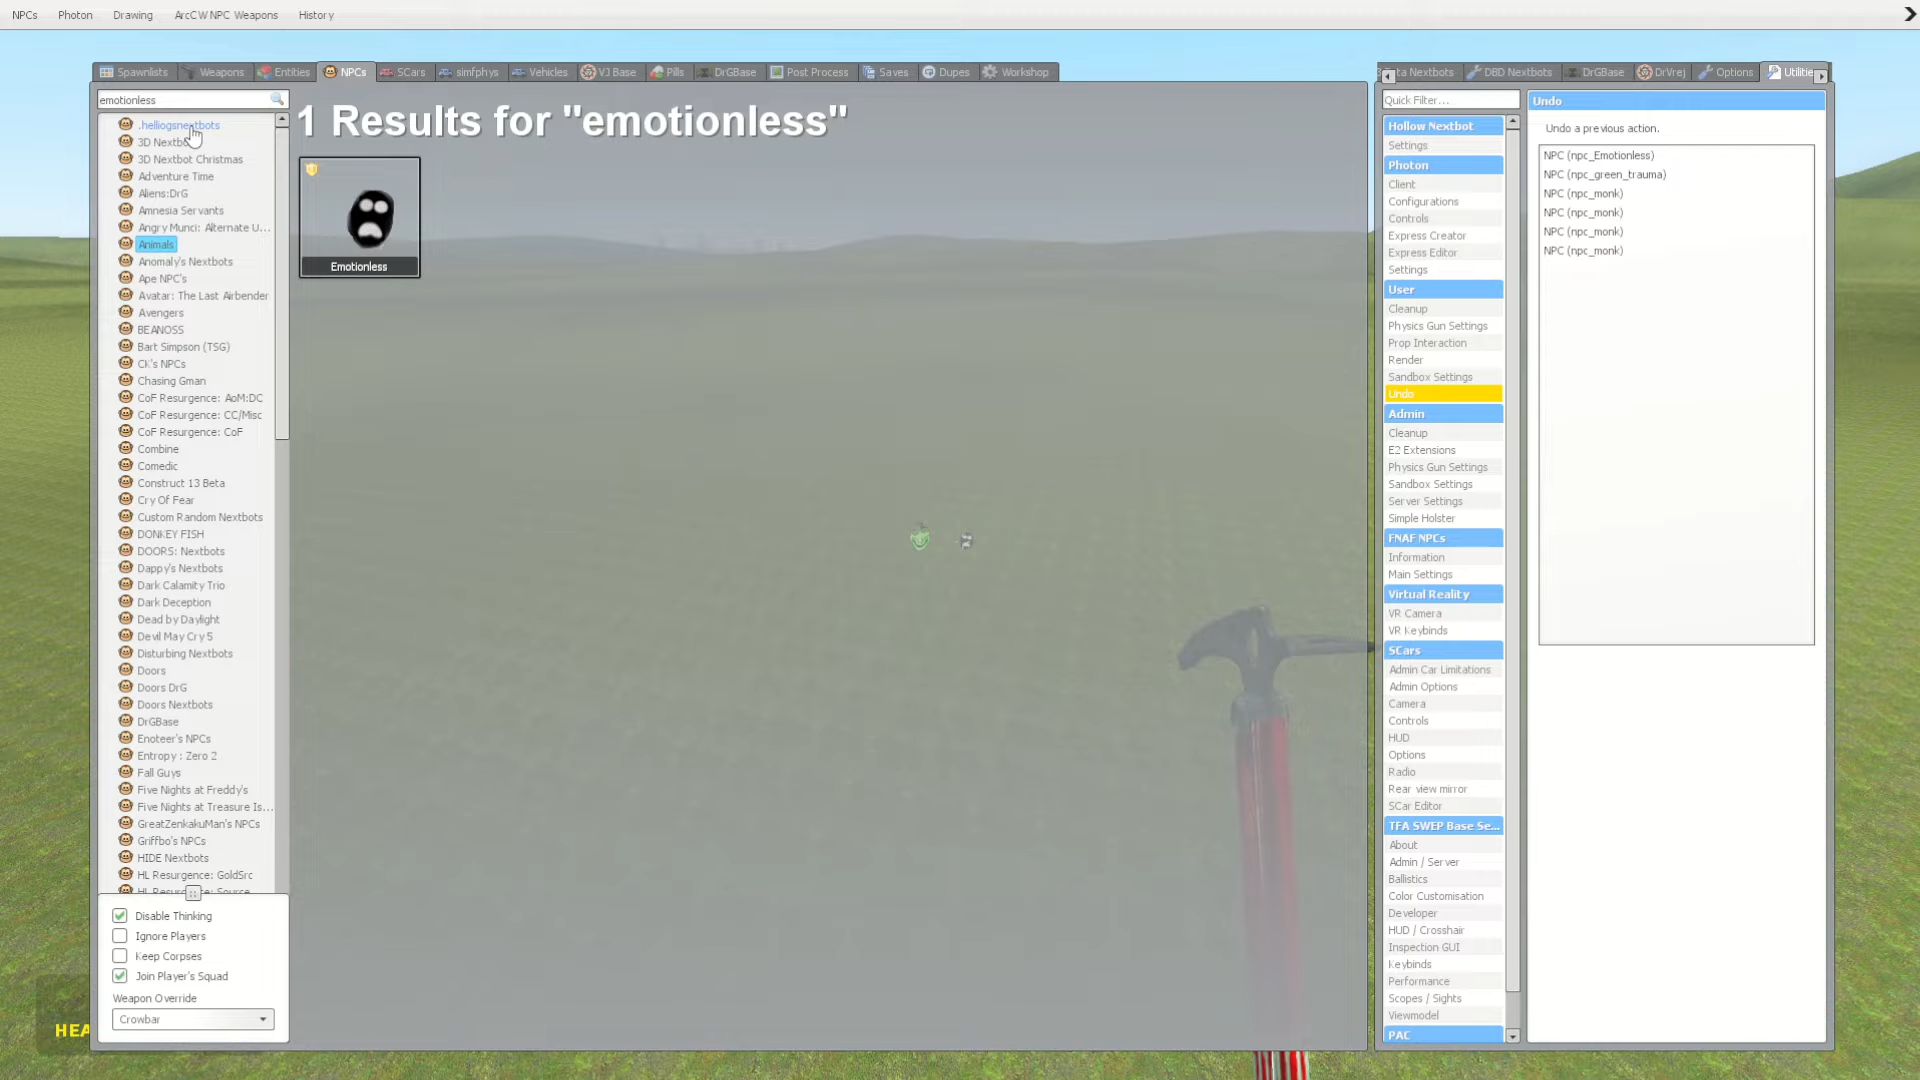 NPCs Photon Drawing ArcCW NPC Weapons History
Spawnlists Weapons Entities NPCs SCars simfphys Vehicles VJ Base Pills DrGBase Post Process Saves Dupes Workshop
ta Nextbots DBD Nextbots DrGBase DrVrej Options Utilitie
emotionless
.helliogsnextbots
3D Nextbo
3D Nextbot Christmas
Adventure Time
Aliens:DrG
Amnesia Servants
Angry Munci: Alternate U...
Animals
Anomaly's Nextbots
Ape NPC's
Avatar: The Last Airbender
Avengers
BEANOSS
Bart Simpson (TSG)
CK's NPCs
Chasing Gman
CoF Resurgence: AoM:DC
CoF Resurgence: CC/Misc
CoF Resurgence: CoF
Combine
Comedic
Construct 13 Beta
Cry Of Fear
Custom Random Nextbots
DONKEY FISH
DOORS: Nextbots
Dappy's Nextbots
Dark Calamity Trio
Dark Deception
Dead by Daylight
Devil May Cry 5
Disturbing Nextbots
Doors
Doors DrG
Doors Nextbots
DrGBase
Enoteer's NPCs
Entropy : Zero 2
Fall Guys
Five Nights at Freddy's
Five Nights at Treasure Is...
GreatZenkakuMan's NPCs
Griffbo's NPCs
HIDE Nextbots
HL Resurgence: GoldSrc
HL Resurgence: Source
Disable Thinking
Ignore Players
Keep Corpses
Join Player's Squad
Weapon Override
Crowbar
HEA
1 Results for "emotionless"
Emotionless
Quick Filter...
Hollow Nextbot
Settings
Photon
Client
Configurations
Controls
Express Creator
Express Editor
Settings
User
Cleanup
Physics Gun Settings
Prop Interaction
Render
Sandbox Settings
Undo
Admin
Cleanup
E2 Extensions
Physics Gun Settings
Sandbox Settings
Server Settings
Simple Holster
FNAF NPCs
Information
Main Settings
Virtual Reality
VR Camera
VR Keybinds
SCars
Admin Car Limitations
Admin Options
Camera
Controls
HUD
Options
Radio
Rear view mirror
SCar Editor
TFA SWEP Base Se...
About
Admin / Server
Ballistics
Color Customisation
Developer
HUD / Crosshair
Inspection GUI
Keybinds
Performance
Scopes / Sights
Viewmodel
PAC
Undo
Undo a previous action.
NPC (npc_Emotionless)
NPC (npc_green_trauma)
NPC (npc_monk)
NPC (npc_monk)
NPC (npc_monk)
NPC (npc_monk)